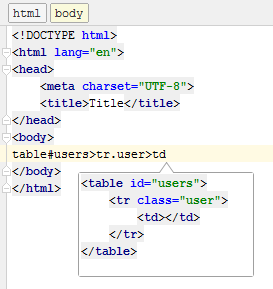 html body
<!DOCTYPE html>
<html lang="en">
<head>
<meta charset="UTF-8">
<title>Title</title>
</head>
<body>
table#users>tr.user>td
</body>
</html>
<table id="users">
<tr class="user">
<td></td>
</tr>
</table>